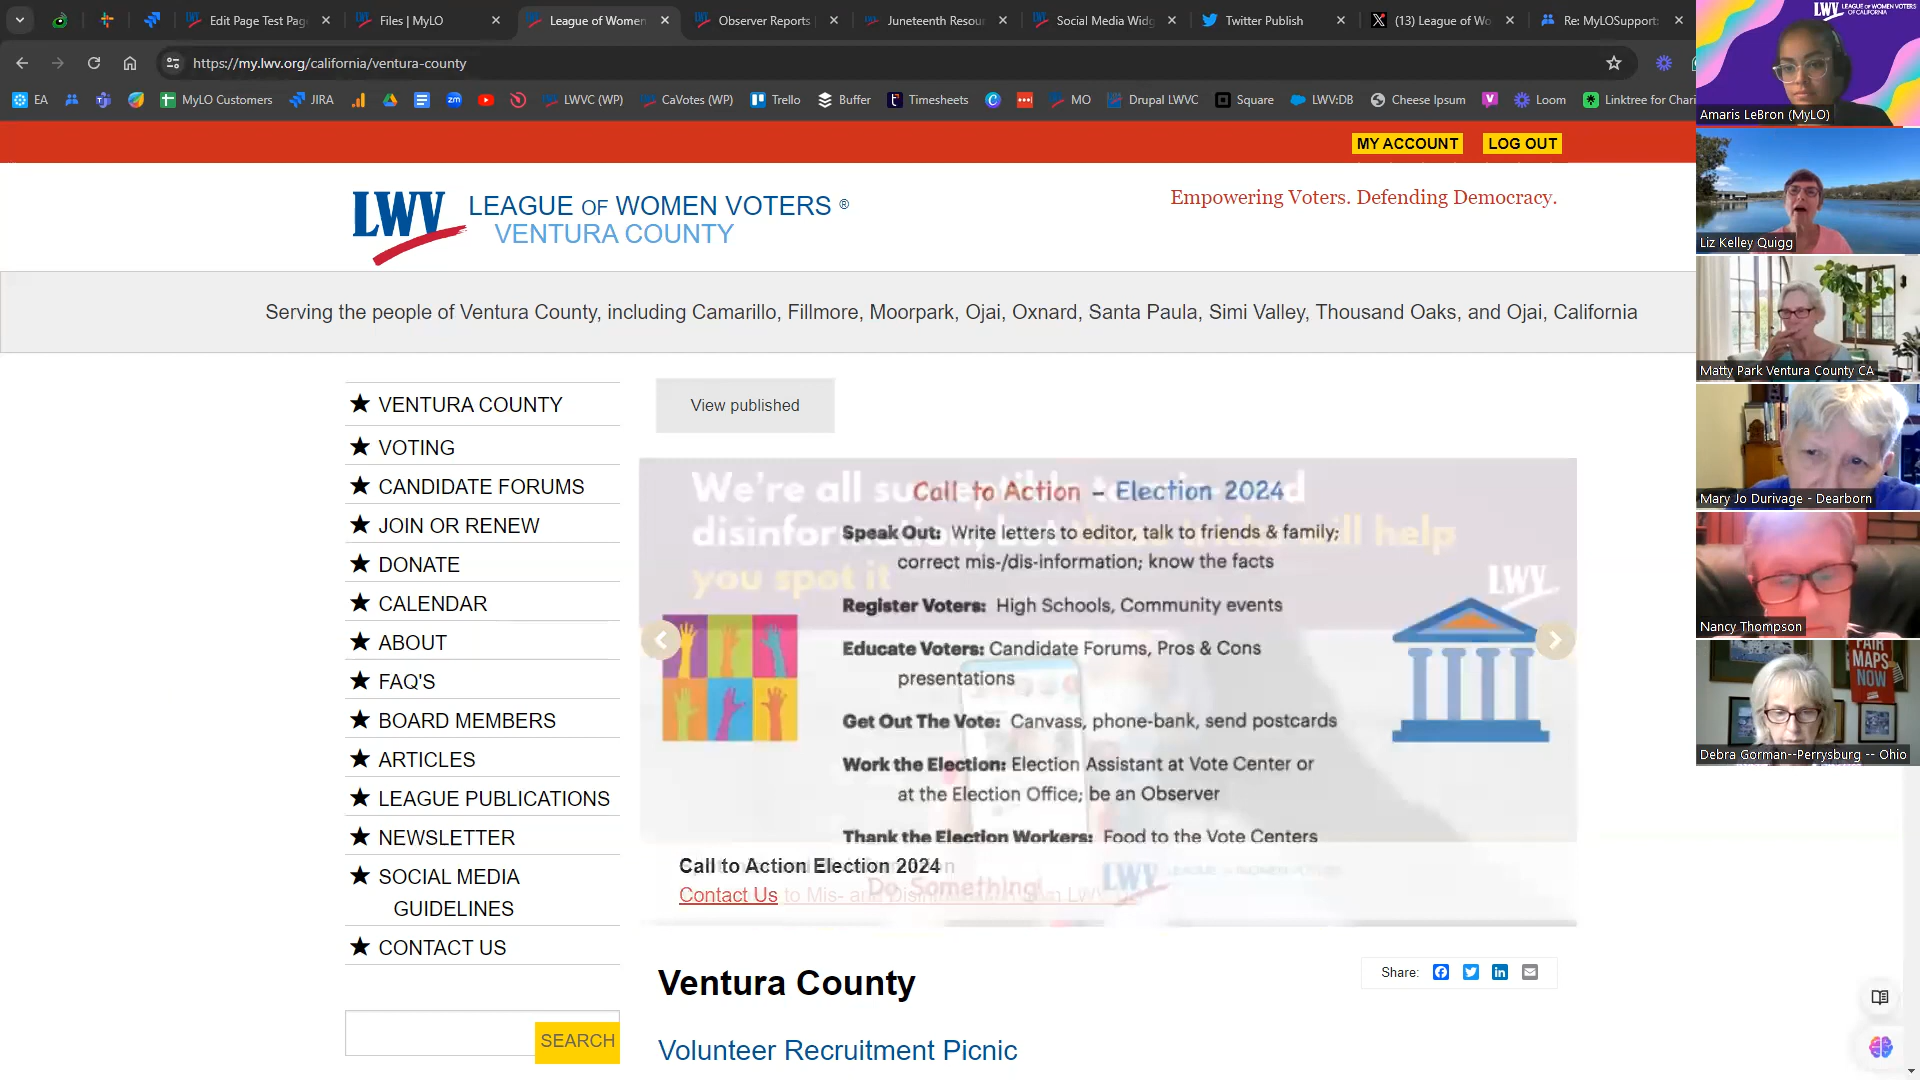 Edit Page Test Pag
Files | MyLO
League of Women
Observer Reports
Juneteenth Resou
Social Media Widg
Twitter Publish
(13) League of Wo
Re: MyLOSupport:
https://my.lwv.org/california/ventura-county
EA
MyLO Customers
JIRA
LWVC (WP)
CaVotes (WP)
Trello
Buffer
Timesheets
MO
Drupal LWVC
Square
LWV:DB
Cheese Ipsum
Loom
Linktree for Chari
MY ACCOUNT
LOG OUT
LWV
LEAGUE OF WOMEN VOTERS ®
VENTURA COUNTY
Empowering Voters. Defending Democracy.
Serving the people of Ventura County, including Camarillo, Fillmore, Moorpark, Ojai, Oxnard, Santa Paula, Simi Valley, Thousand Oaks, and Ojai, California
VENTURA COUNTY
VOTING
CANDIDATE FORUMS
JOIN OR RENEW
DONATE
CALENDAR
ABOUT
FAQ'S
BOARD MEMBERS
ARTICLES
LEAGUE PUBLICATIONS
NEWSLETTER
SOCIAL MEDIA
GUIDELINES
CONTACT US
SEARCH
View published
We're all
will help
you spot it
Call to Action – Election 2024
Speak Out: Write letters to editor, talk to friends & family;
correct mis-/dis-information; know the facts
Register Voters: High Schools, Community events
Educate Voters: Candidate Forums, Pros & Cons
presentations
Get Out The Vote: Canvass, phone-bank, send postcards
Work the Election: Election Assistant at Vote Center or
at the Election Office; be an Observer
Thank the Election Workers: Food to the Vote Centers
Do Something!
LWV
LWV
Call to Action Election 2024
Contact Us
Ventura County
Share:
Volunteer Recruitment Picnic
LWV LEAGUE OF WOMEN VOTERS
OF CALIFORNIA
Amaris LeBron (MyLO)
Liz Kelley Quigg
Matty Park Ventura County CA
Mary Jo Durivage - Dearborn
Nancy Thompson
FAIR
MAPS
NOW
Debra Gorman--Perrysburg -- Ohio